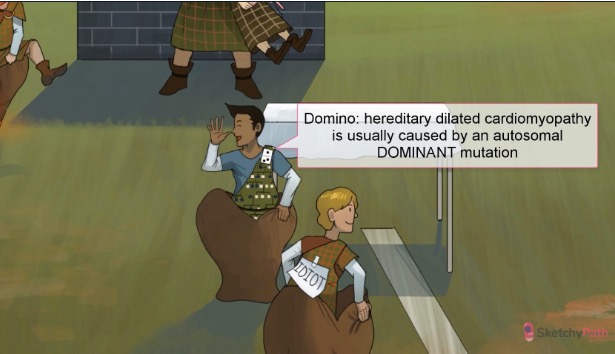 Domino: hereditary dilated cardiomyopathy
is usually caused by an autosomal
DOMINANT mutation
IDIOT
SketchyPath